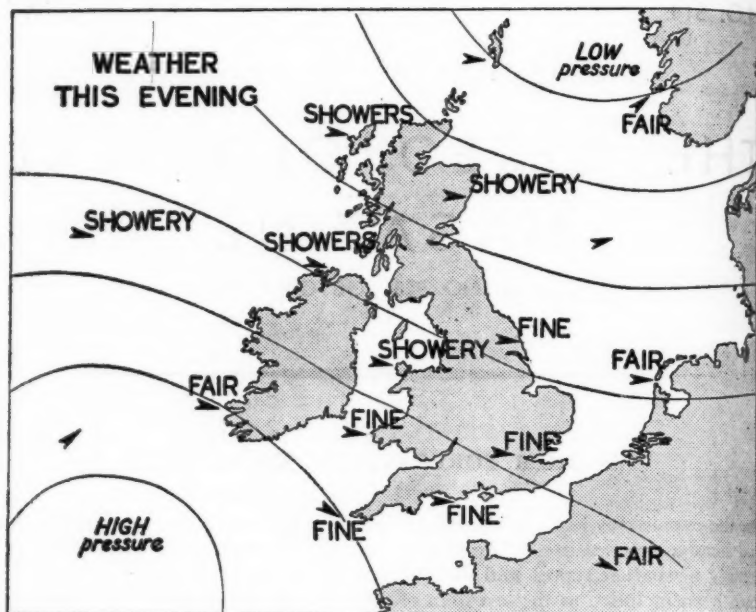 WEATHER
THIS EVENING
LOW
pressure
FAIR
SHOWERS
SHOWERY
SHOWERY
SHOWERS
FINE
SHOWERY
FAIR
FAIR
FINE
FINE
FINE
FINE
HIGH
pressure
FAIR